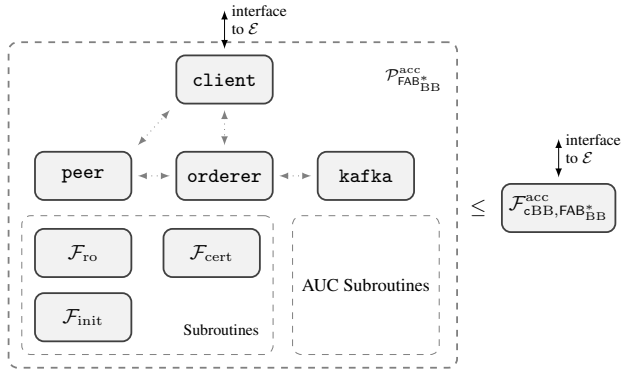 interface
to ℰ
client
𝒫^acc_FAB*_BB
interface
to ℰ
peer
orderer
kafka
≤
ℱ^acc_cBB,FAB*_BB
ℱ_ro
ℱ_cert
AUC Subroutines
ℱ_init
Subroutines